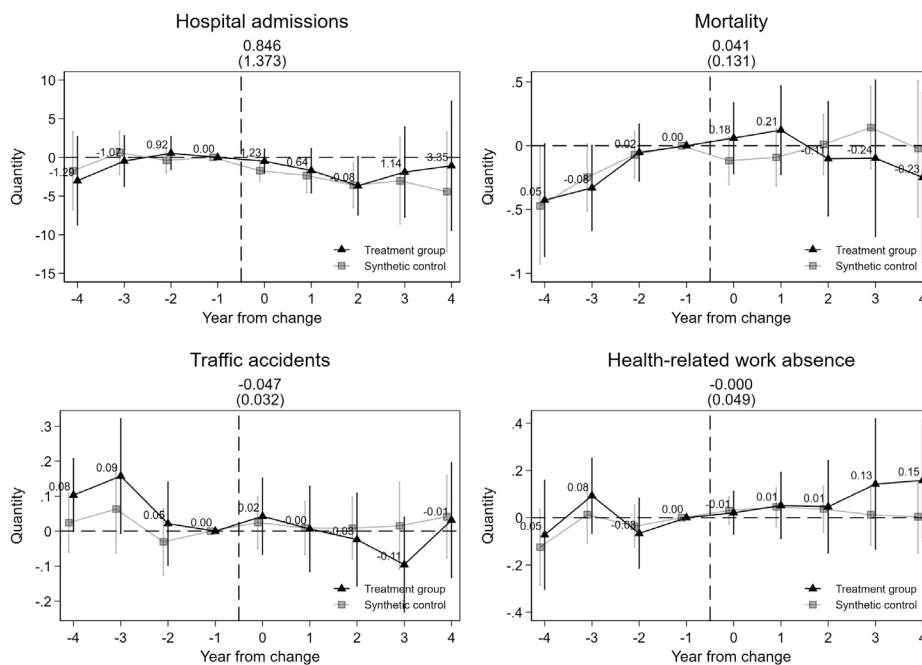 Hospital admissions
0.846
(1.373)
10
5
0
-5
-10
-15
Quantity
-1.07
0.92
0.00
0.64
-0.08
1.14
3.35
Treatment group
Synthetic control
-4 -3 -2 -1 0 1 2 3 4
Year from change
Mortality
0.041
(0.131)
.5
0
-.5
-1
Quantity
0.05
-0.08
0.02
0.00
0.18
0.21
-0.24
-0.23
Treatment group
Synthetic control
-4 -3 -2 -1 0 1 2 3 4
Year from change
Traffic accidents
-0.047
(0.032)
.3
.2
.1
0
-.1
-.2
Quantity
0.08
0.09
0.05
0.00
0.02
0.00
-0.03
-0.11
-0.01
Treatment group
Synthetic control
-4 -3 -2 -1 0 1 2 3 4
Year from change
Health-related work absence
-0.000
(0.049)
.4
.2
0
-.2
-.4
Quantity
0.05
0.08
-0.03
0.00
-0.01
0.01
0.01
0.13
0.15
Treatment group
Synthetic control
-4 -3 -2 -1 0 1 2 3 4
Year from change